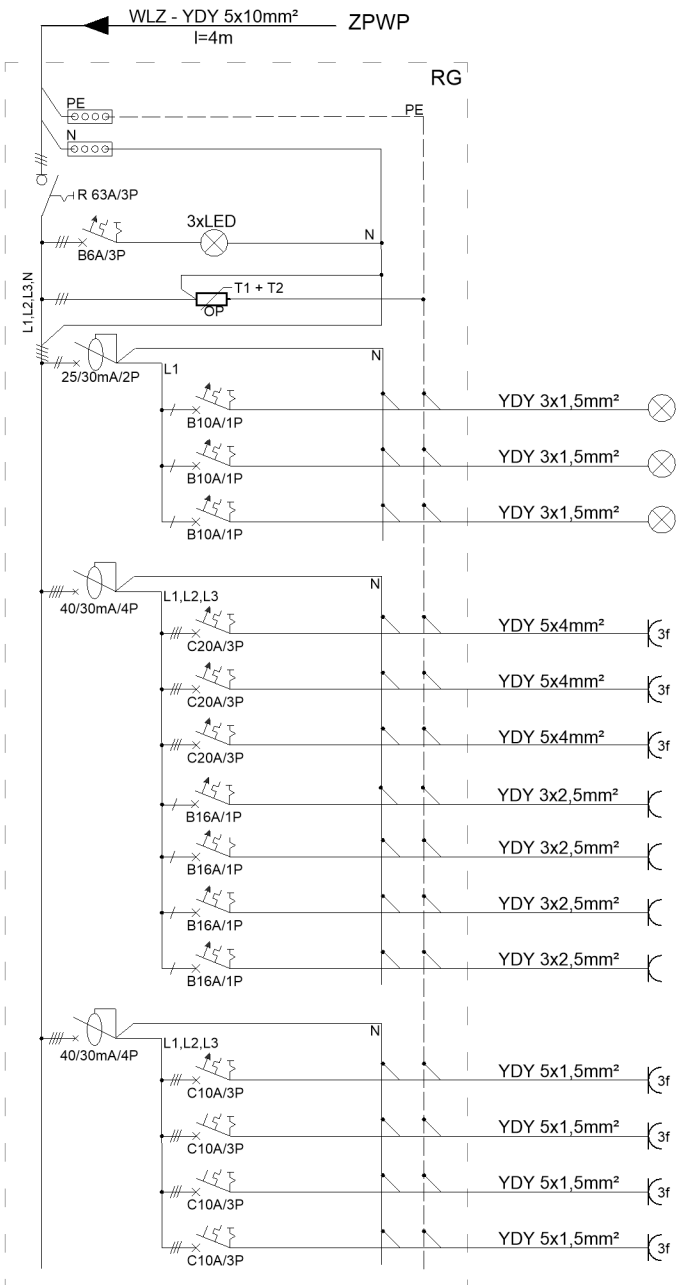 WLZ - YDY 5x10mm²
ZPWP
l=4m
RG
PE
PE
N
R 63A/3P
3xLED
N
B6A/3P
L1,L2,L3,N
T1 + T2
OP
N
25/30mA/2P
L1
YDY 3x1,5mm²
B10A/1P
YDY 3x1,5mm²
B10A/1P
YDY 3x1,5mm²
B10A/1P
N
40/30mA/4P
L1,L2,L3
YDY 5x4mm²
3f
C20A/3P
YDY 5x4mm²
3f
C20A/3P
YDY 5x4mm²
3f
C20A/3P
YDY 3x2,5mm²
B16A/1P
YDY 3x2,5mm²
B16A/1P
YDY 3x2,5mm²
B16A/1P
YDY 3x2,5mm²
B16A/1P
N
40/30mA/4P
L1,L2,L3
YDY 5x1,5mm²
3f
C10A/3P
YDY 5x1,5mm²
3f
C10A/3P
YDY 5x1,5mm²
3f
C10A/3P
YDY 5x1,5mm²
3f
C10A/3P